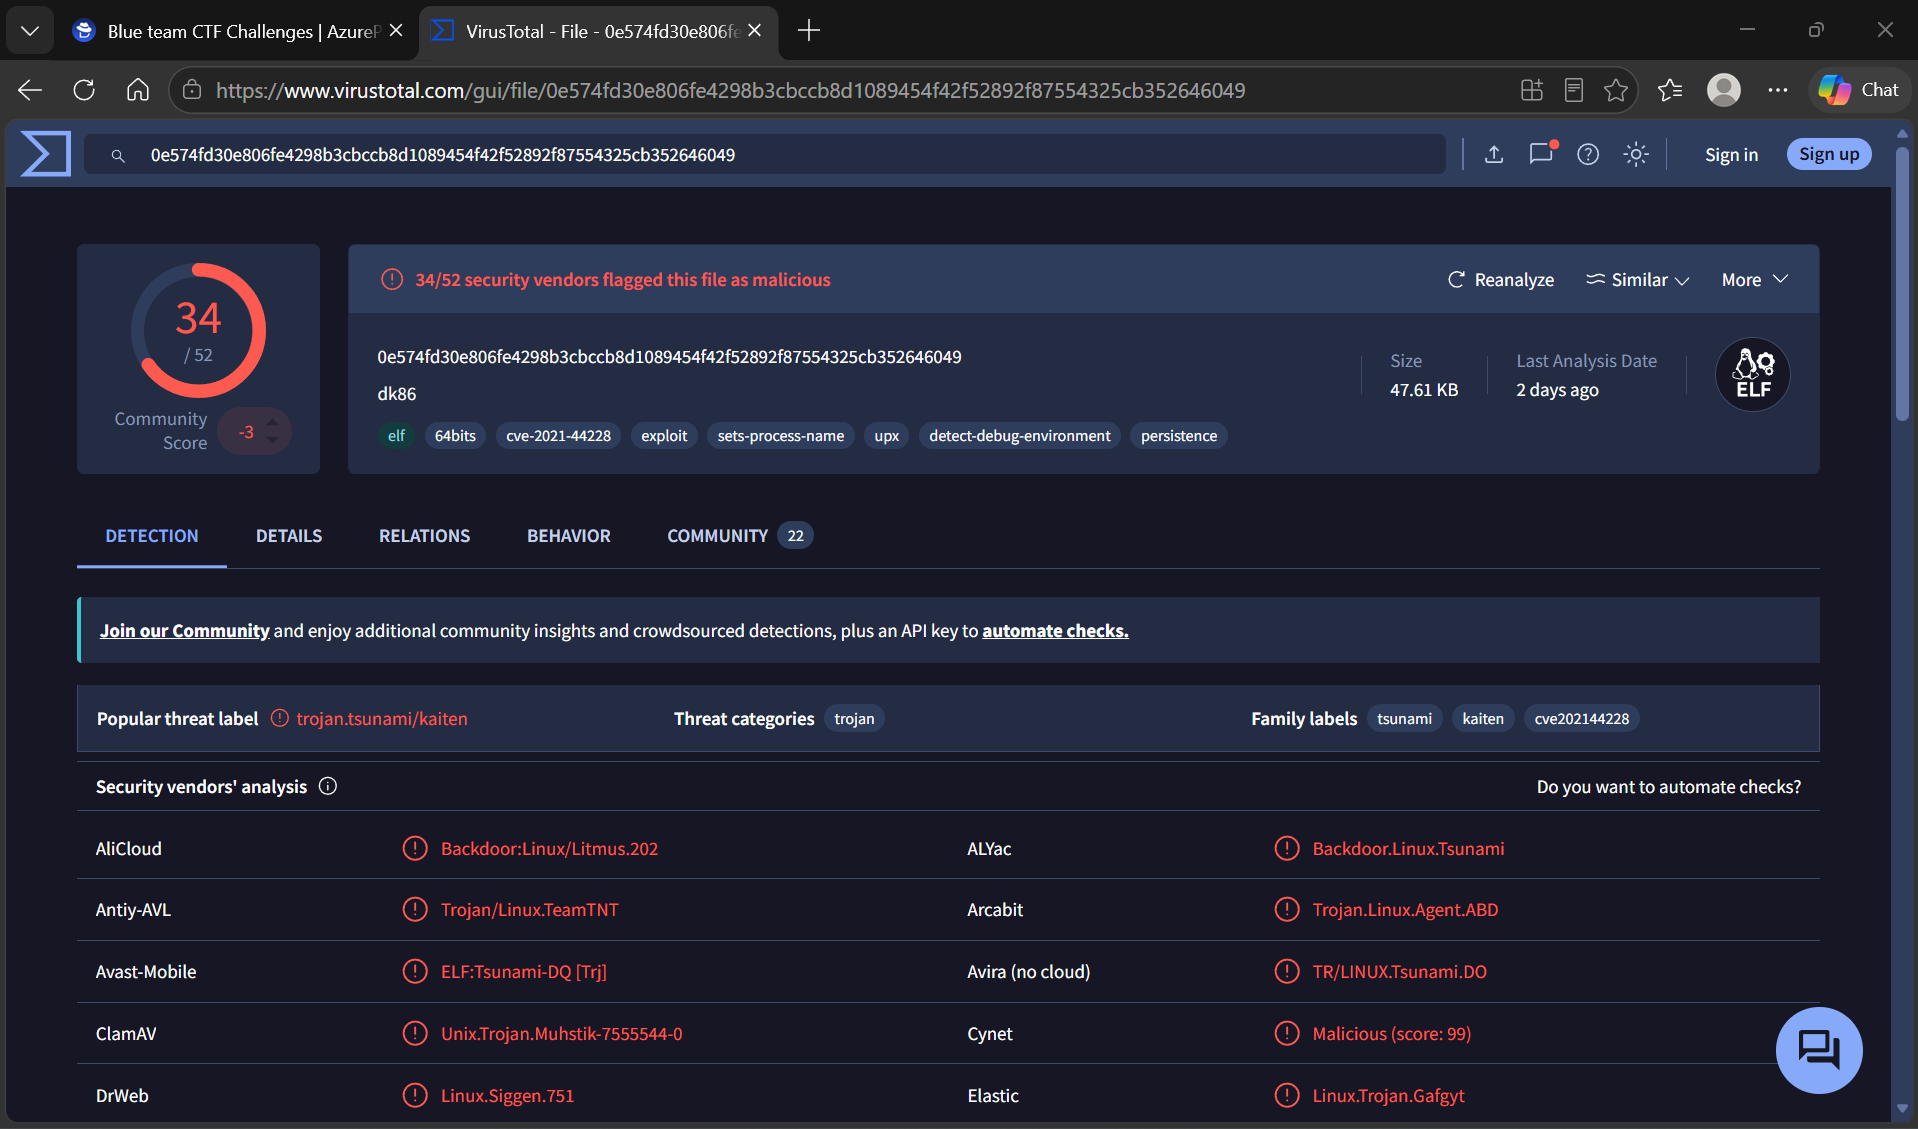 Blue team CTF Challenges | AzureP
VirusTotal - File - 0e574fd30e806fe
https://www.virustotal.com/gui/file/0e574fd30e806fe4298b3cbccb8d1089454f42f52892f87554325cb352646049
Chat
0e574fd30e806fe4298b3cbccb8d1089454f42f52892f87554325cb352646049
Sign in
Sign up
34
/ 52
Community
Score
-3
34/52 security vendors flagged this file as malicious
Reanalyze
Similar
More
0e574fd30e806fe4298b3cbccb8d1089454f42f52892f87554325cb352646049
dk86
elf 64bits cve-2021-44228 exploit sets-process-name upx detect-debug-environment persistence
Size
47.61 KB
Last Analysis Date
2 days ago
ELF
DETECTION DETAILS RELATIONS BEHAVIOR COMMUNITY 22
Join our Community and enjoy additional community insights and crowdsourced detections, plus an API key to automate checks.
Popular threat label trojan.tsunami/kaiten Threat categories trojan Family labels tsunami kaiten cve202144228
Security vendors' analysis Do you want to automate checks?
AliCloud Backdoor:Linux/Litmus.202 ALYac Backdoor.Linux.Tsunami
Antiy-AVL Trojan/Linux.TeamTNT Arcabit Trojan.Linux.Agent.ABD
Avast-Mobile ELF:Tsunami-DQ [Trj] Avira (no cloud) TR/LINUX.Tsunami.DO
ClamAV Unix.Trojan.Muhstik-7555544-0 Cynet Malicious (score: 99)
DrWeb Linux.Siggen.751 Elastic Linux.Trojan.Gafgyt